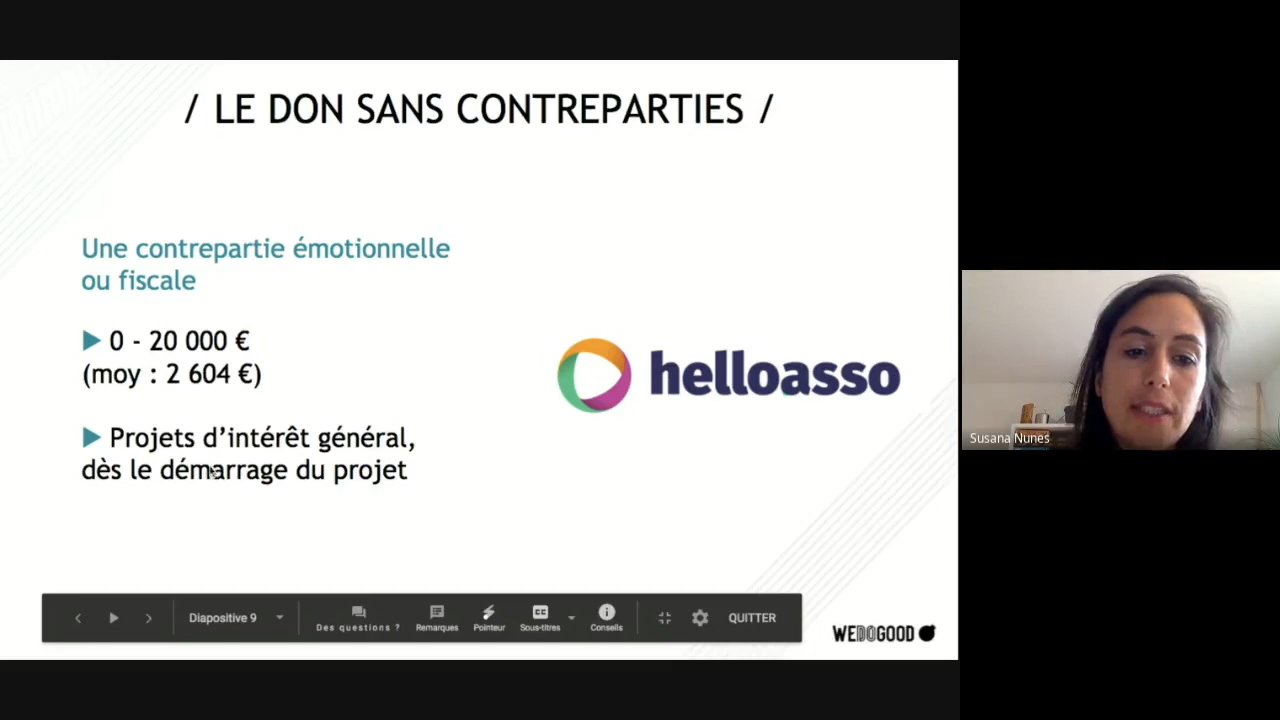 / LE DON SANS CONTREPARTIES /
Une contrepartie émotionnelle
ou fiscale
▶ 0 - 20 000 €
(moy : 2 604 €)
▶ Projets d’intérêt général,
dès le démarrage du projet
helloasso
Susana Nunes
Diapositive 9
Des questions ?
Remarques
Pointeur
CC
Sous-titres
Conseils
QUITTER
WEDOGOOD